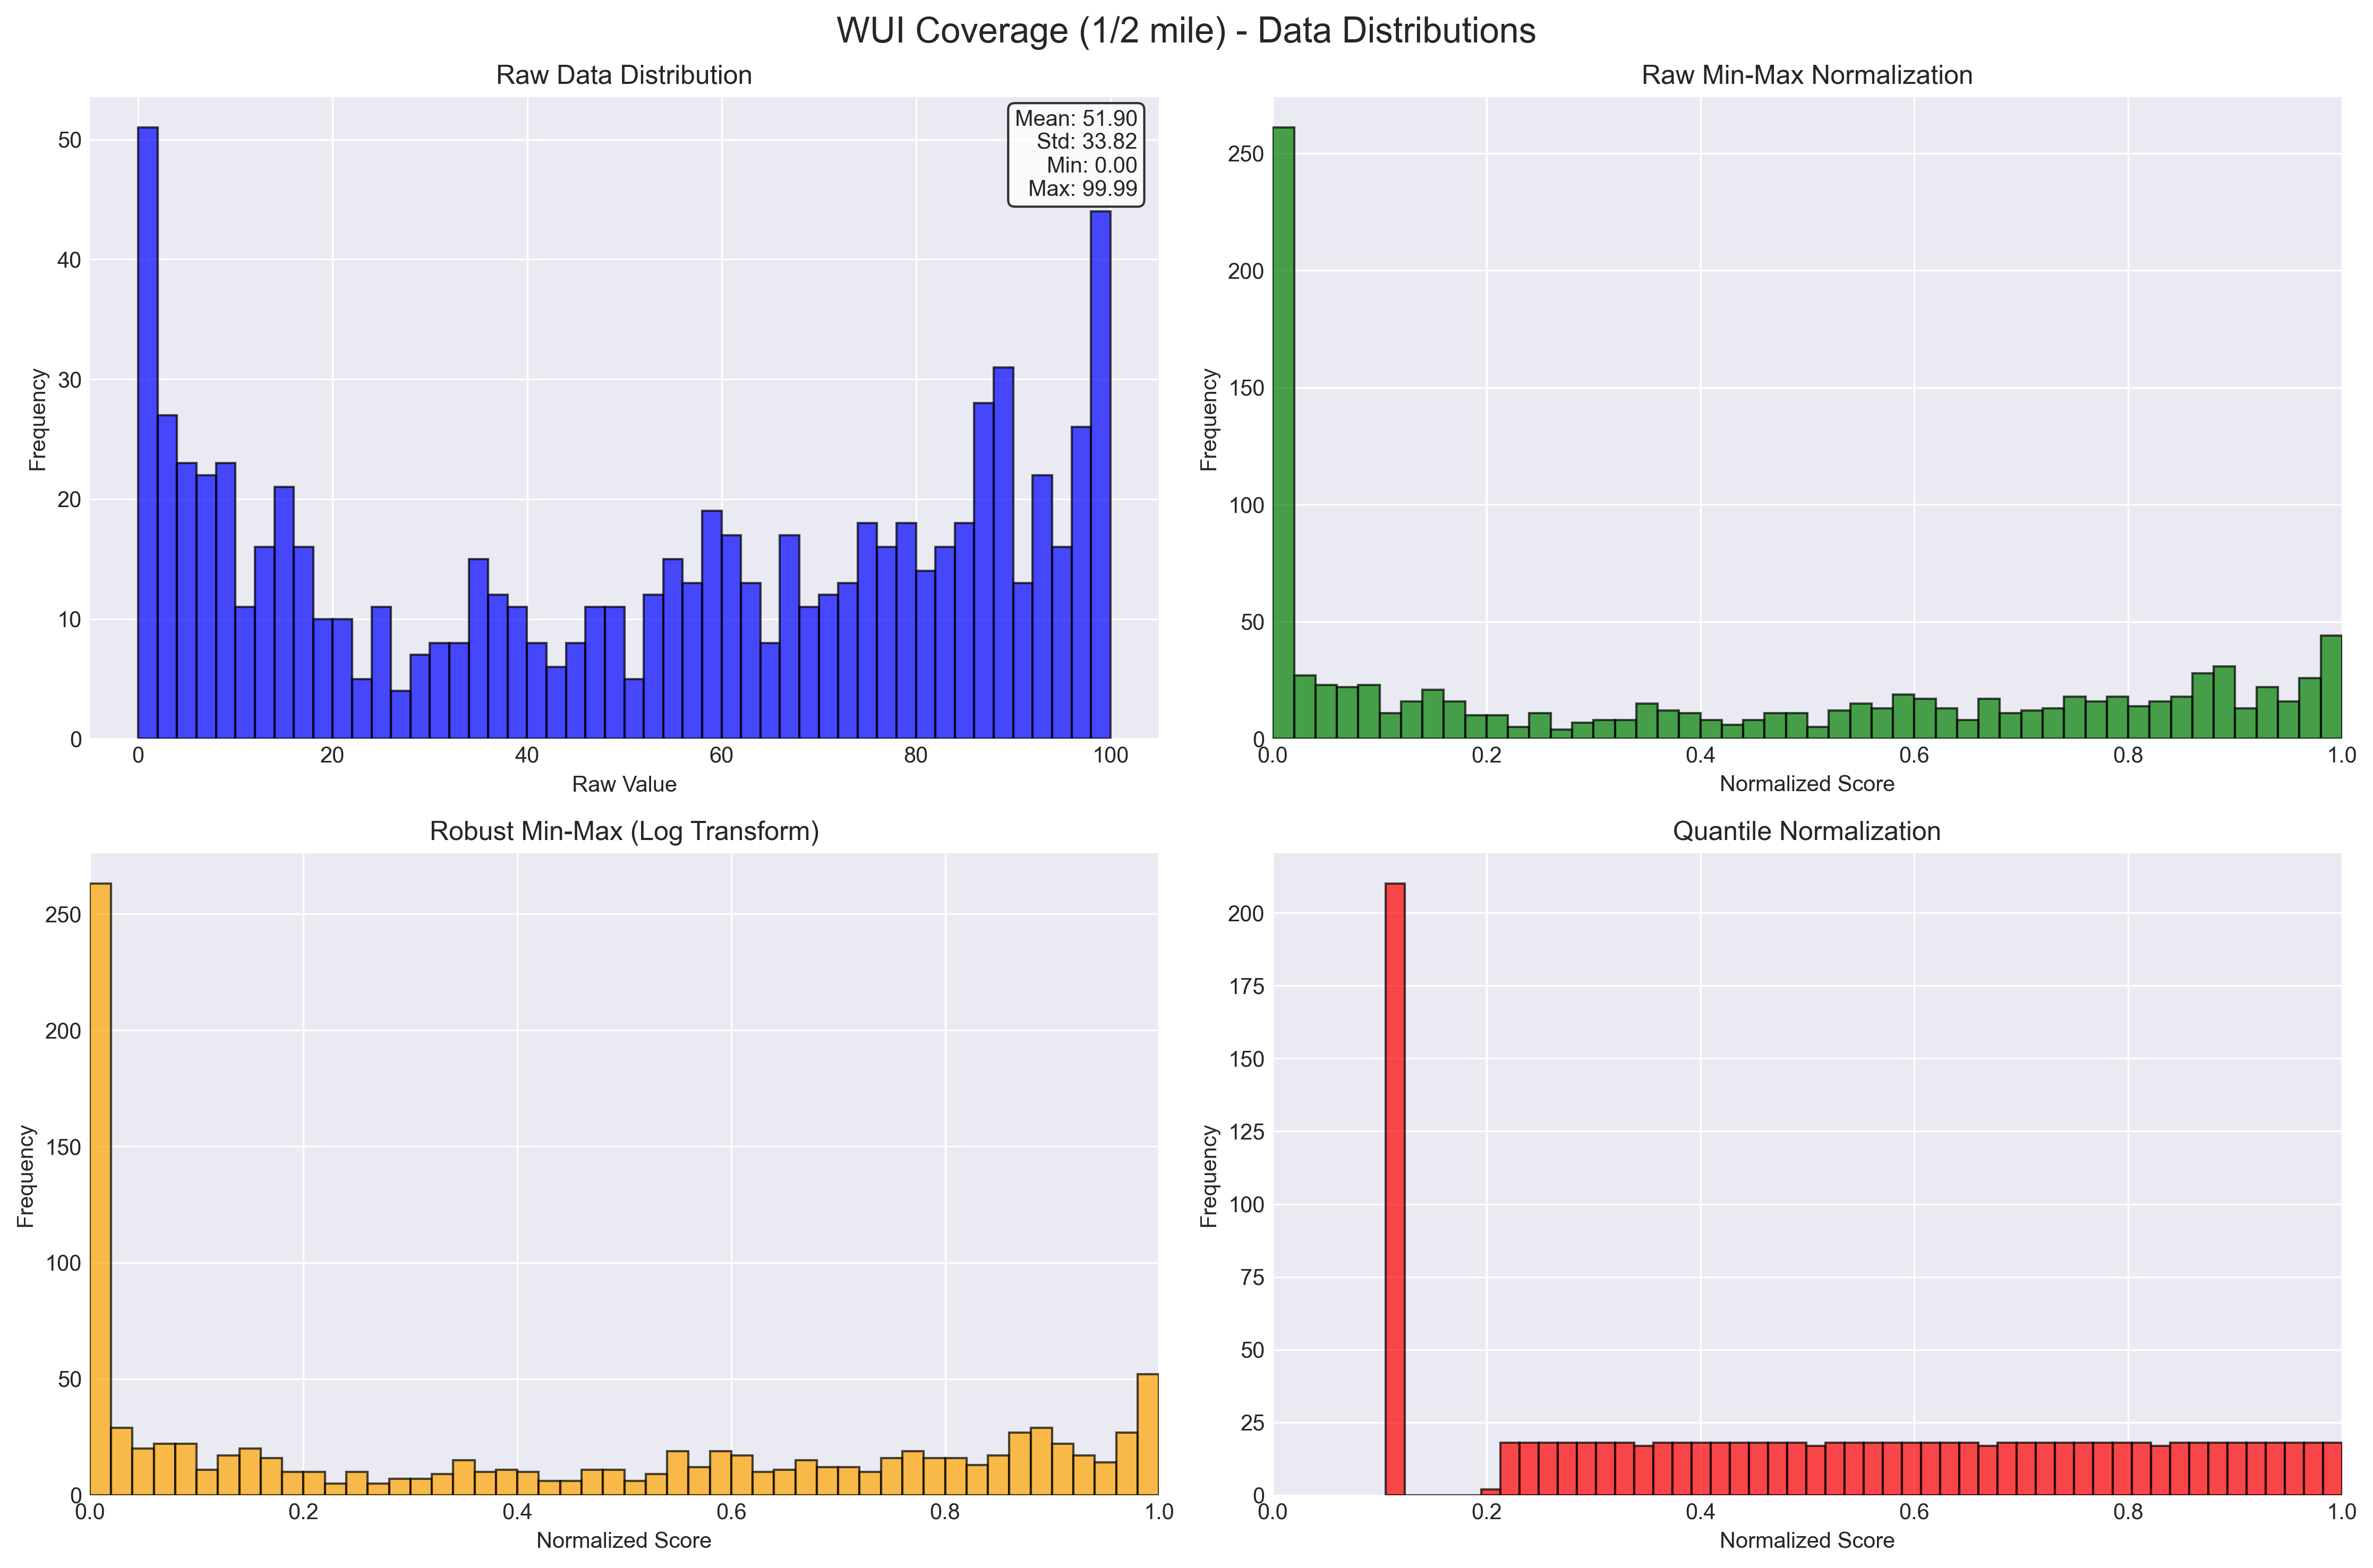 WUI Coverage (1/2 mile) - Data Distributions
Raw Data Distribution
Mean: 51.90
Std: 33.82
Min: 0.00
Max: 99.99
50
40
30
20
10
0
Frequency
0 20 40 60 80 100
Raw Value
Raw Min-Max Normalization
250
200
150
100
50
0
Frequency
0.0 0.2 0.4 0.6 0.8 1.0
Normalized Score
Robust Min-Max (Log Transform)
250
200
150
100
50
0
Frequency
0.0 0.2 0.4 0.6 0.8 1.0
Normalized Score
Quantile Normalization
200
175
150
125
100
75
50
25
0
Frequency
0.0 0.2 0.4 0.6 0.8 1.0
Normalized Score